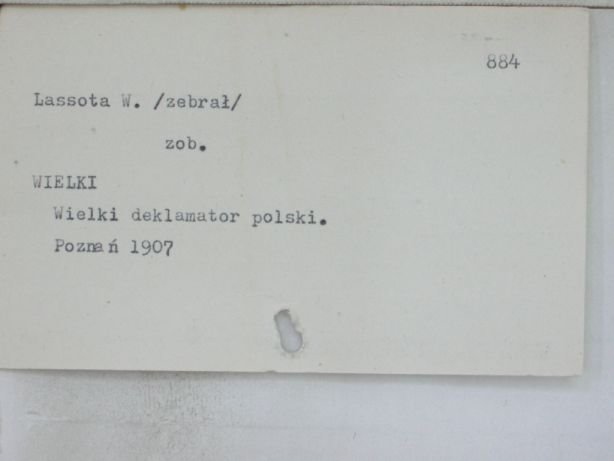 884
Lassota W. /zebrał/
zob.
WIELKI
Wielki deklamator polski.
Poznań 1907